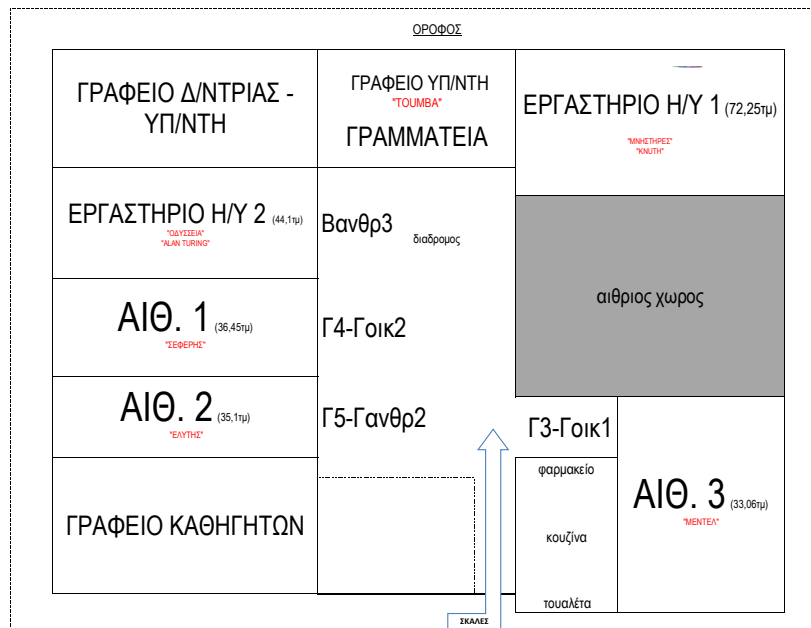 ΟΡΟΦΟΣ
ΓΡΑΦΕΙΟ Δ/ΝΤΡΙΑΣ -
ΥΠ/ΝΤΗ
ΓΡΑΦΕΙΟ ΥΠ/ΝΤΗ
"TOUMBA"
ΓΡΑΜΜΑΤΕΙΑ
ΕΡΓΑΣΤΗΡΙΟ Η/Υ 1 (72,25τμ)
"ΜΝΗΣΤΗΡΕΣ"
"KNUTH"
ΕΡΓΑΣΤΗΡΙΟ Η/Υ 2 (44,1τμ)
"ΟΔΥΣΣΕΙΑ"
"ALAN TURING"
Βανθρ3
διαδρομος
αιθριος χωρος
ΑΙΘ. 1 (36,45τμ)
"ΣΕΦΕΡΗΣ"
Γ4-Γοικ2
ΑΙΘ. 2 (35,1τμ)
"ΕΛΥΤΗΣ"
Γ5-Γανθρ2
Γ3-Γοικ1
φαρμακείο
κουζίνα
τουαλέτα
ΑΙΘ. 3 (33,06τμ)
"ΜΕΝΤΕΛ"
ΓΡΑΦΕΙΟ ΚΑΘΗΓΗΤΩΝ
ΣΚΑΛΕΣ